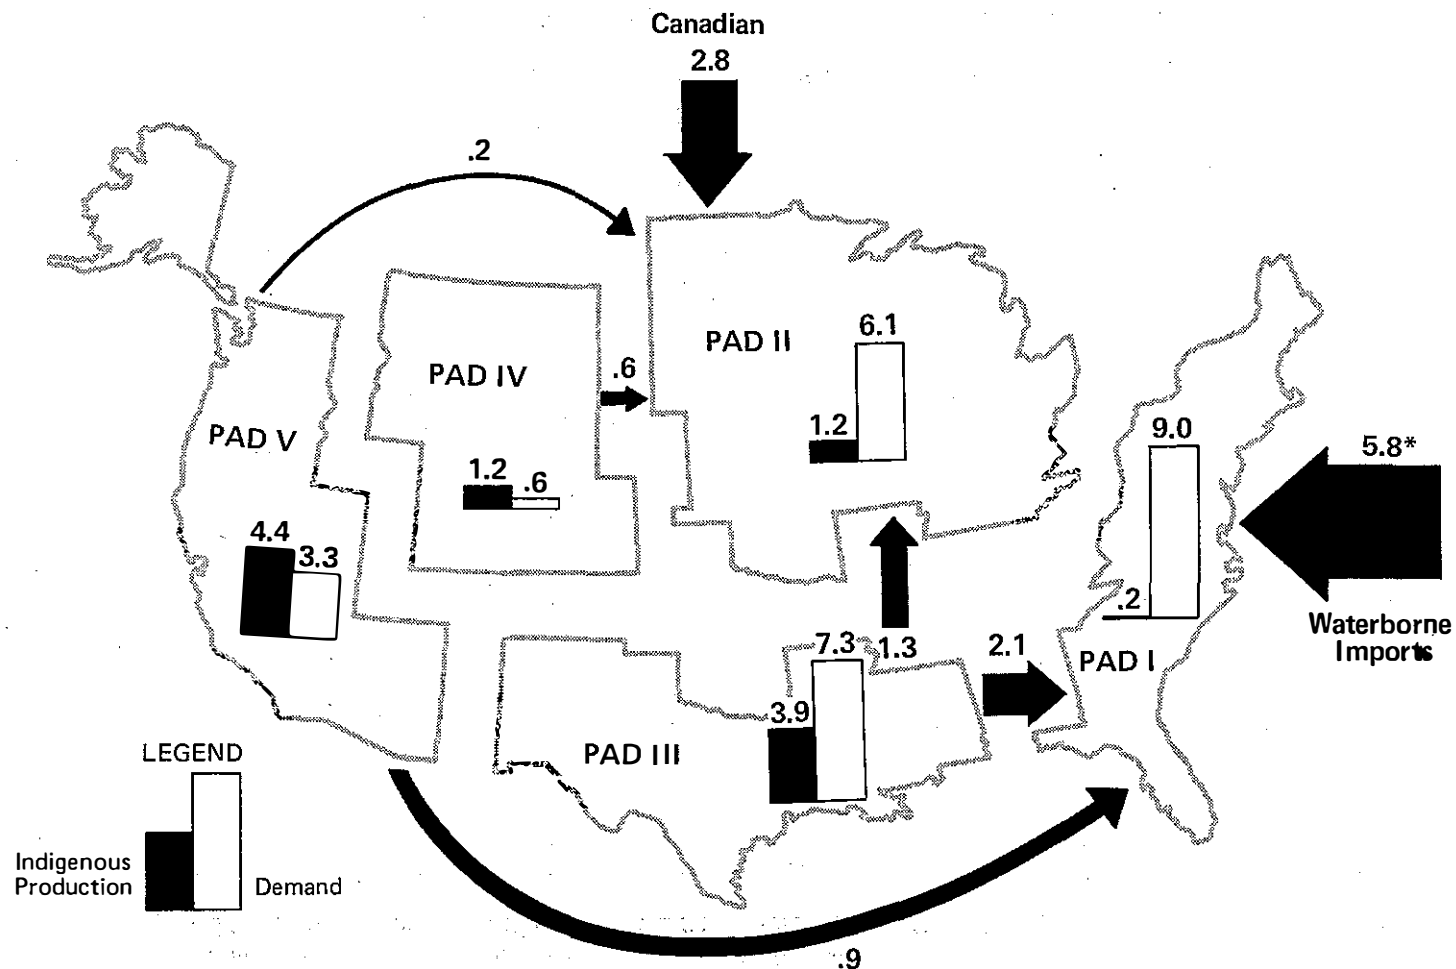 Canadian
2.8
.2
PAD II
6.1
1.2
.6
PAD IV
1.2
.6
PAD V
4.4
3.3
9.0
.2
PAD I
5.8*
Waterborne
Imports
7.3
1.3
2.1
3.9
PAD III
LEGEND
Indigenous
Production
Demand
.9